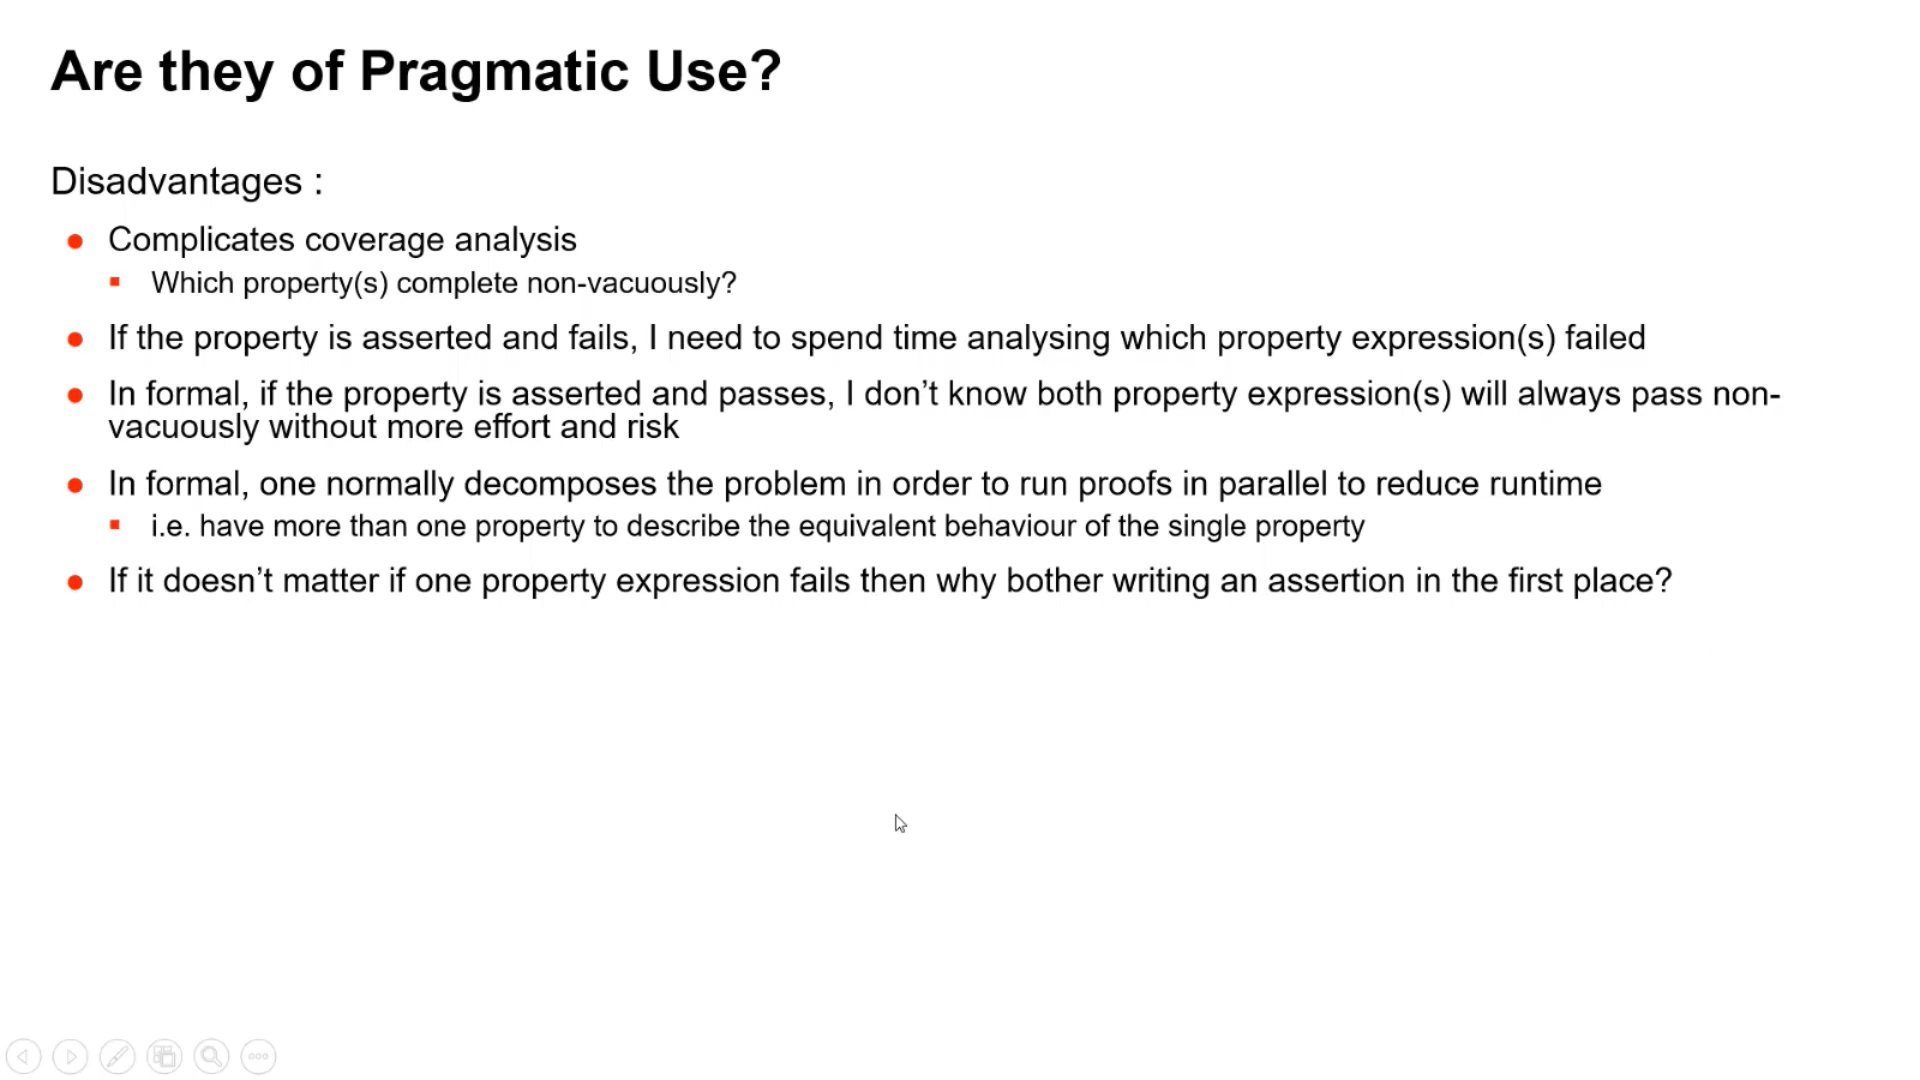 Are they of Pragmatic Use?
Disadvantages :
Complicates coverage analysis
Which property(s) complete non-vacuously?
If the property is asserted and fails, I need to spend time analysing which property expression(s) failed
In formal, if the property is asserted and passes, I don’t know both property expression(s) will always pass non-
vacuously without more effort and risk
In formal, one normally decomposes the problem in order to run proofs in parallel to reduce runtime
i.e. have more than one property to describe the equivalent behaviour of the single property
If it doesn’t matter if one property expression fails then why bother writing an assertion in the first place?